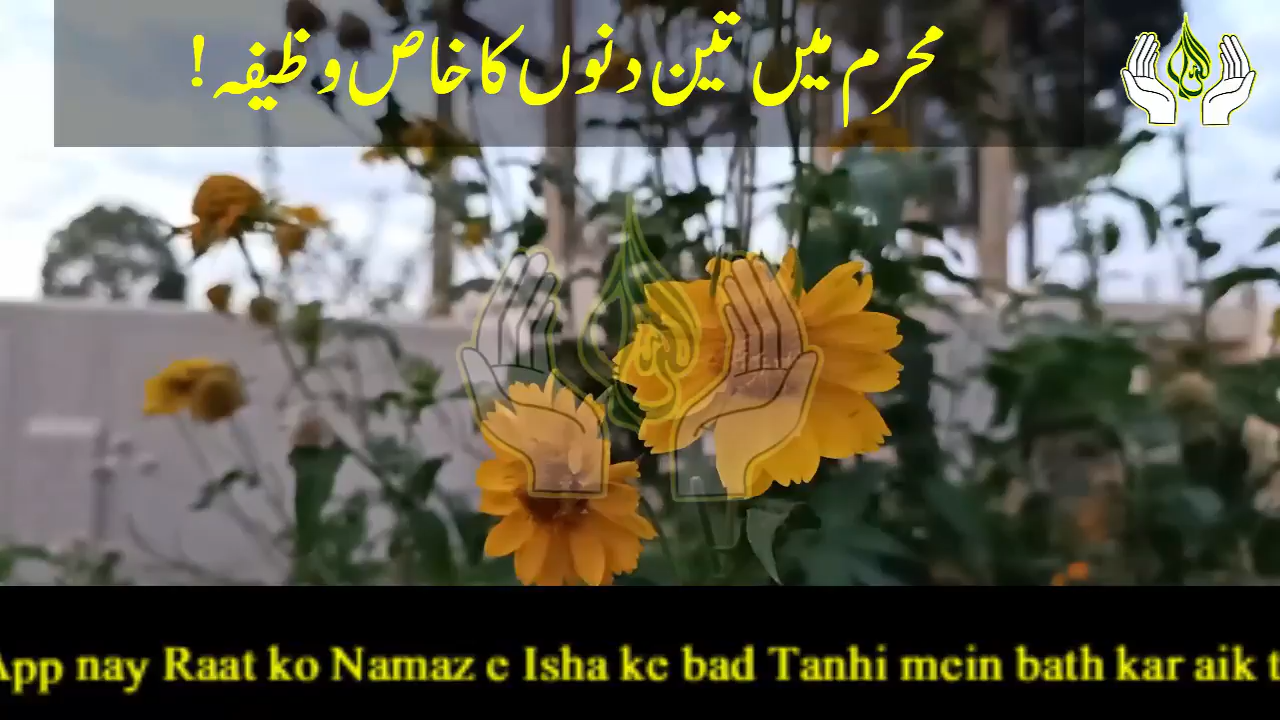 محرم میں تین دنوں کا خاص وظیفہ!
App nay Raat ko Namaz e Isha ke bad Tanhi mein bath kar aik